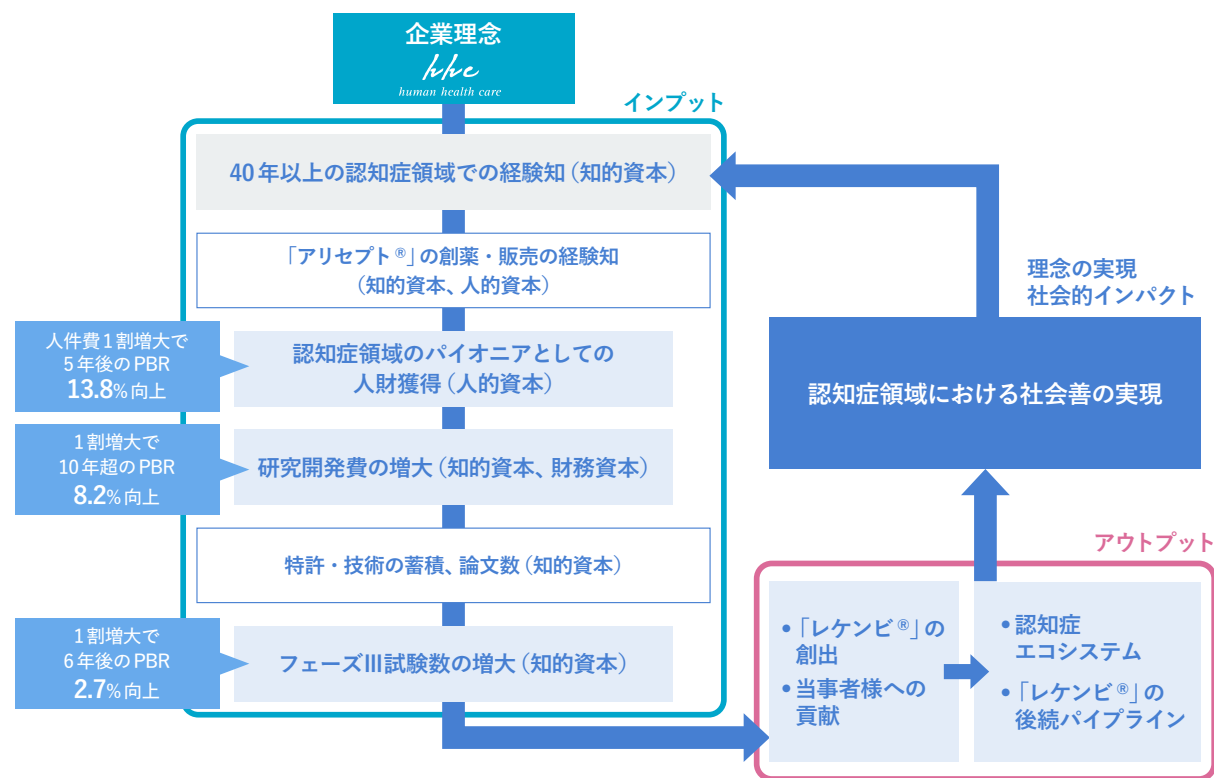 企業理念
hhc
human health care
インプット
40年以上の認知症領域での経験知（知的資本）
「アリセプト®」の創薬・販売の経験知
（知的資本、人的資本）
人件費1割増大で
5年後のPBR
13.8%向上
認知症領域のパイオニアとしての
人財獲得（人的資本）
1割増大で
10年超のPBR
8.2%向上
研究開発費の増大（知的資本、財務資本）
特許・技術の蓄積、論文数（知的資本）
1割増大で
6年後のPBR
2.7%向上
フェーズⅢ試験数の増大（知的資本）
アウトプット
•「レケンビ®」の
創出
•当事者様への
貢献
•認知症
エコシステム
•「レケンビ®」の
後続パイプライン
認知症領域における社会善の実現
理念の実現
社会的インパクト